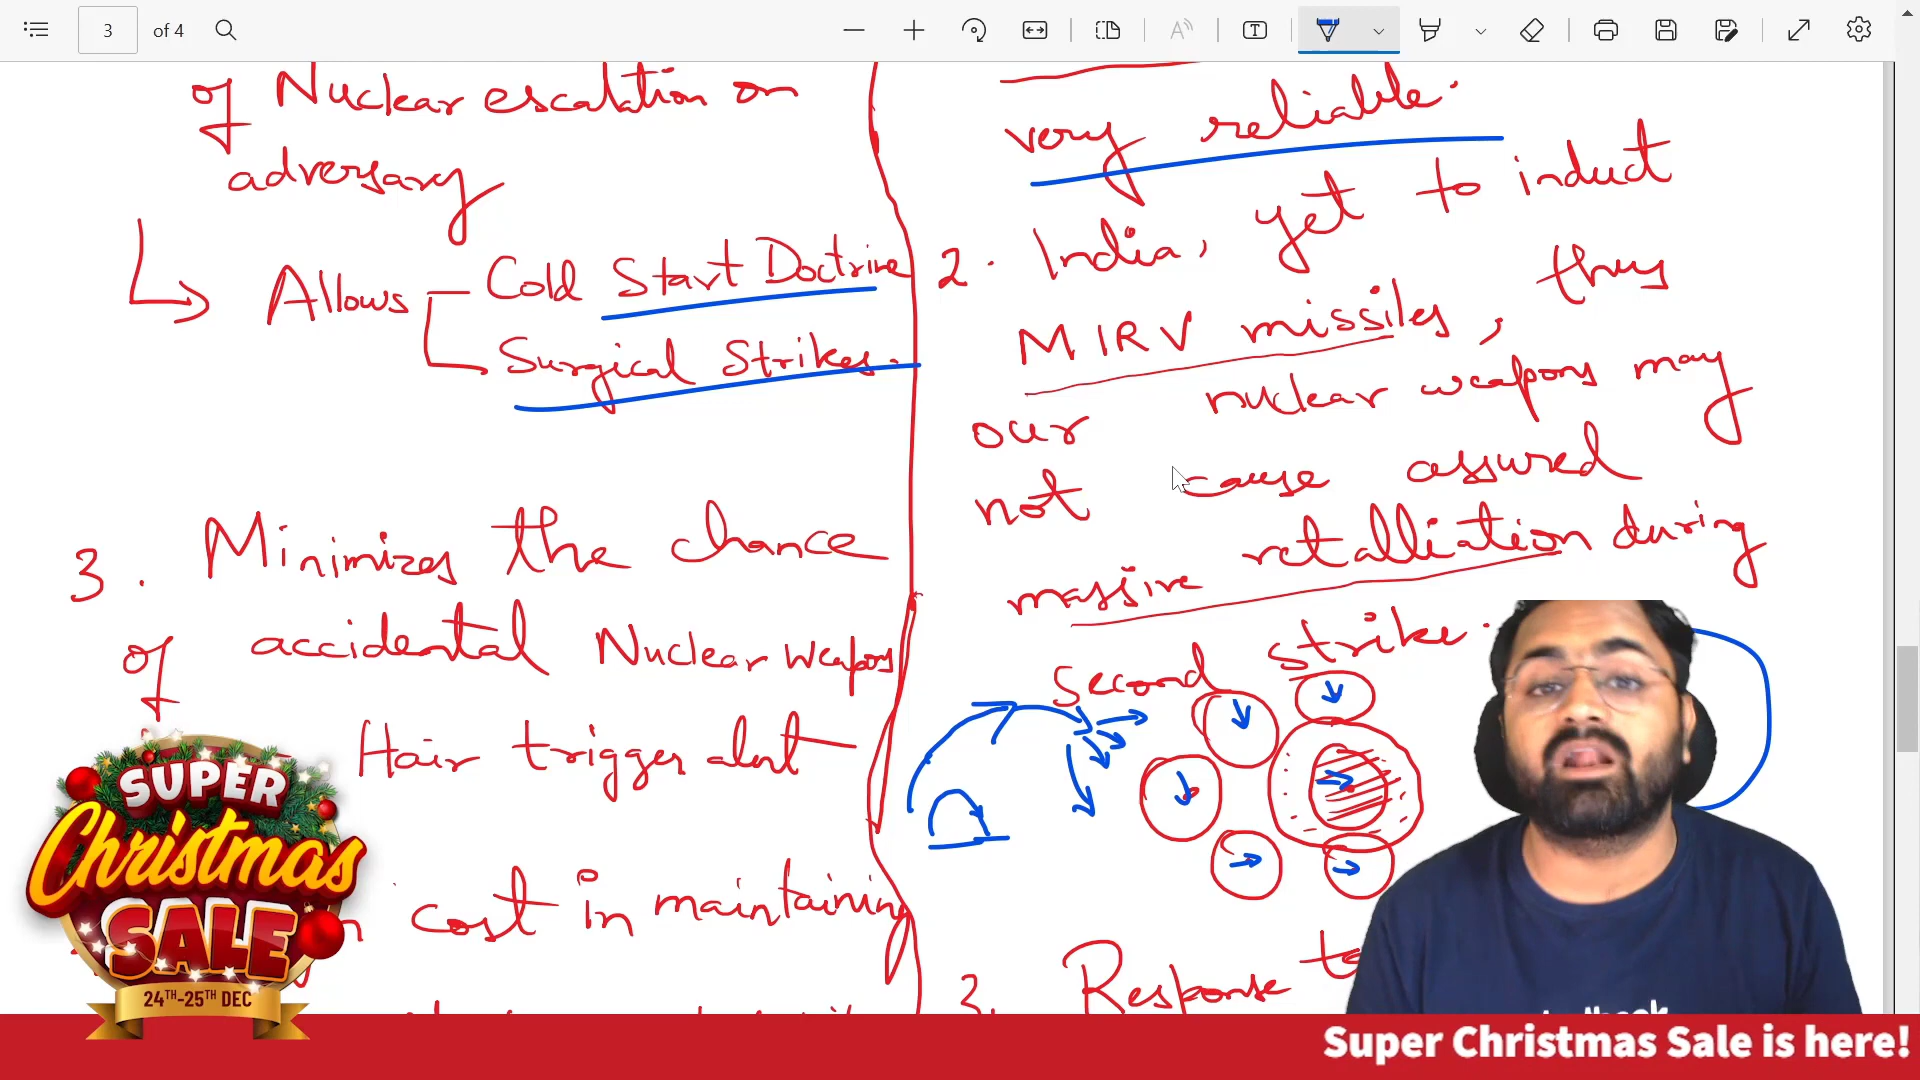 3 of 4
of Nuclear escalation on
adversary
Allows
Cold Start Doctrine
Surgical Strikes.
3. Minimizes the chance
of accidental Nuclear Weapons
Hair trigger alert
cost in maintaining
very reliable.
2. India, yet to induct
MIRV missiles, thus
our nuclear weapons may
not cause assured
massive retalliation during
Second Strike.
3. Response to
SUPER
Christmas
SALE
24TH-25TH DEC
Super Christmas Sale is here!